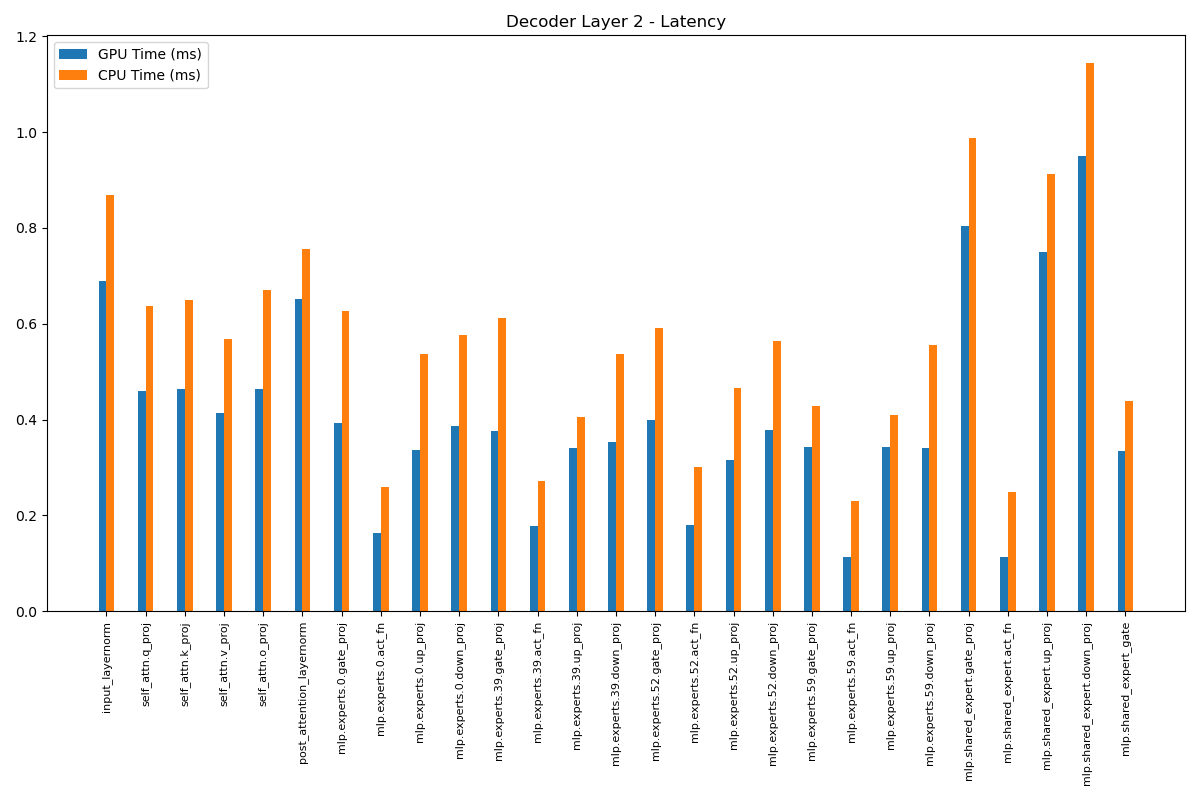 Decoder Layer 2 - Latency
GPU Time (ms)
CPU Time (ms)
1.2
1.0
0.8
0.6
0.4
0.2
0.0
input_layernorm
self_attn.q_proj
self_attn.k_proj
self_attn.v_proj
self_attn.o_proj
post_attention_layernorm
mlp.experts.0.gate_proj
mlp.experts.0.act_fn
mlp.experts.0.up_proj
mlp.experts.0.down_proj
mlp.experts.39.gate_proj
mlp.experts.39.act_fn
mlp.experts.39.up_proj
mlp.experts.39.down_proj
mlp.experts.52.gate_proj
mlp.experts.52.act_fn
mlp.experts.52.up_proj
mlp.experts.52.down_proj
mlp.experts.59.gate_proj
mlp.experts.59.act_fn
mlp.experts.59.up_proj
mlp.experts.59.down_proj
mlp.shared_expert.gate_proj
mlp.shared_expert.act_fn
mlp.shared_expert.up_proj
mlp.shared_expert.down_proj
mlp.shared_expert_gate